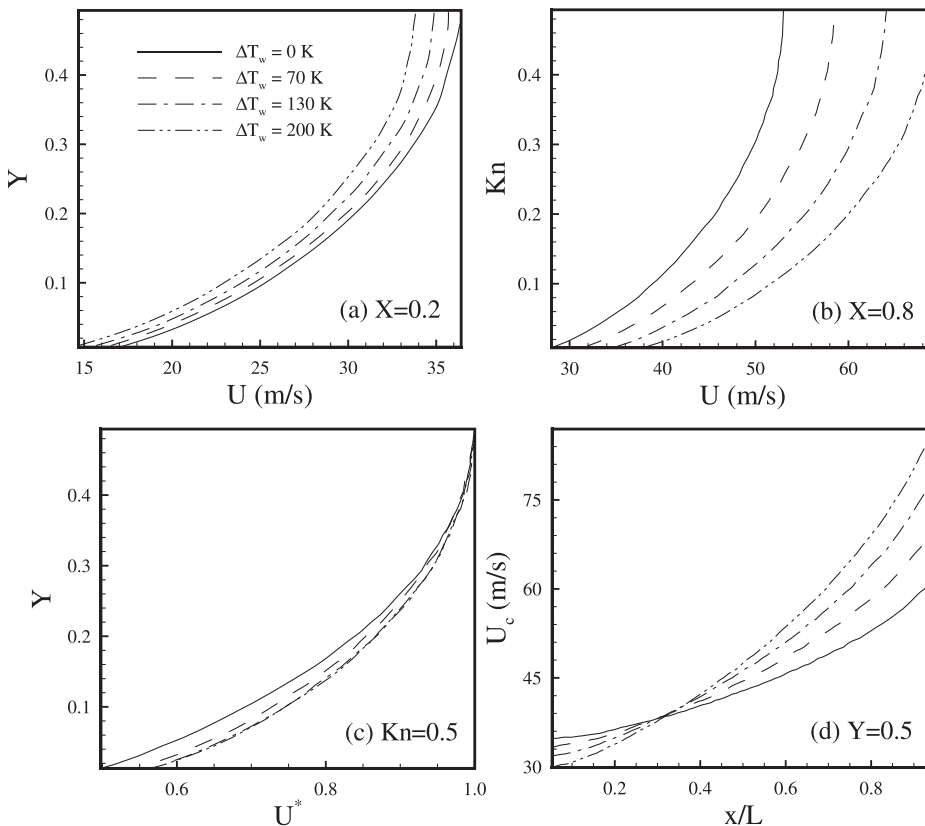 Y
0.4
0.3
0.2
0.1
ΔT_w = 0 K
ΔT_w = 70 K
ΔT_w = 130 K
ΔT_w = 200 K
(a) X=0.2
15 20 25 30 35
U (m/s)
Kn
0.4
0.3
0.2
0.1
(b) X=0.8
30 40 50 60
U (m/s)
Y
0.4
0.3
0.2
0.1
(c) Kn=0.5
0.6 0.8 1.0
U*
U_c (m/s)
75
60
45
30
(d) Y=0.5
0.2 0.4 0.6 0.8
x/L